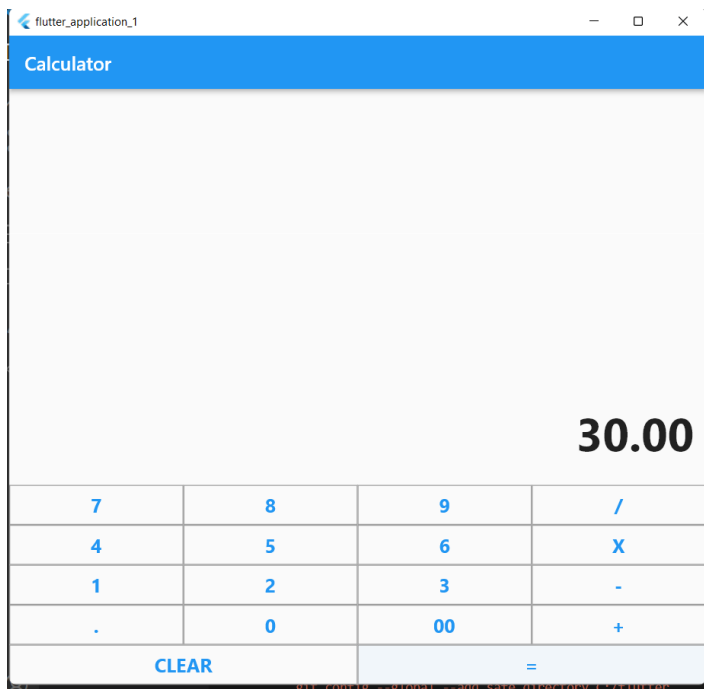 flutter_application_1
Calculator
30.00
7 8 9 /
4 5 6 X
1 2 3 -
. 0 00 +
CLEAR =